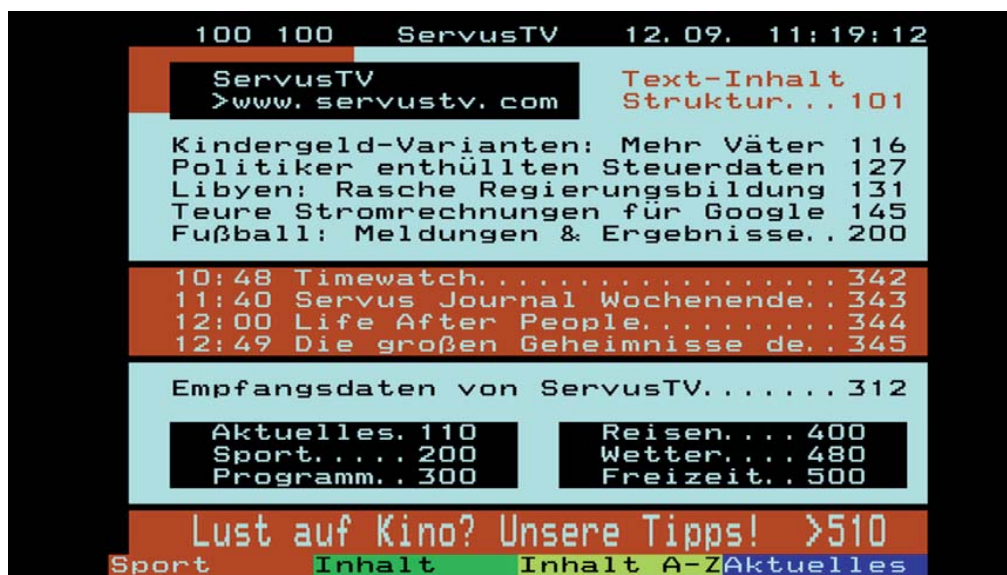 100 100 ServusTV 12.09. 11:19:12
ServusTV
>www.servustv.com
Text-Inhalt
Struktur...101
Kindergeld-Varianten: Mehr Väter 116
Politiker enthüllten Steuerdaten 127
Libyen: Rasche Regierungsbildung 131
Teure Stromrechnungen für Google 145
Fußball: Meldungen & Ergebnisse..200
10:48 Timewatch....................342
11:40 Servus Journal Wochenende..343
12:00 Life After People...........344
12:49 Die großen Geheimnisse de..345
Empfangsdaten von ServusTV.......312
Aktuelles.110
Sport.....200
Programm..300
Reisen....400
Wetter....480
Freizeit..500
Lust auf Kino? Unsere Tipps! >510
Sport Inhalt Inhalt A-Z Aktuelles